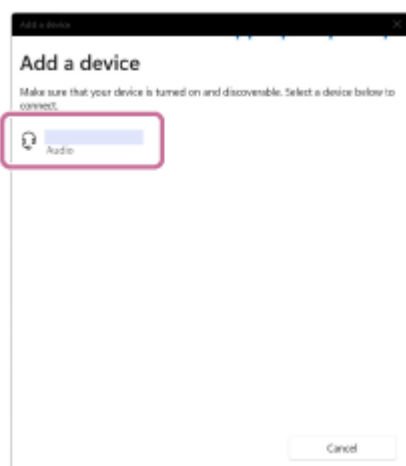 Add a device
Add a device
Make sure that your device is turned on and discoverable. Select a device below to
connect.
Audio
Cancel